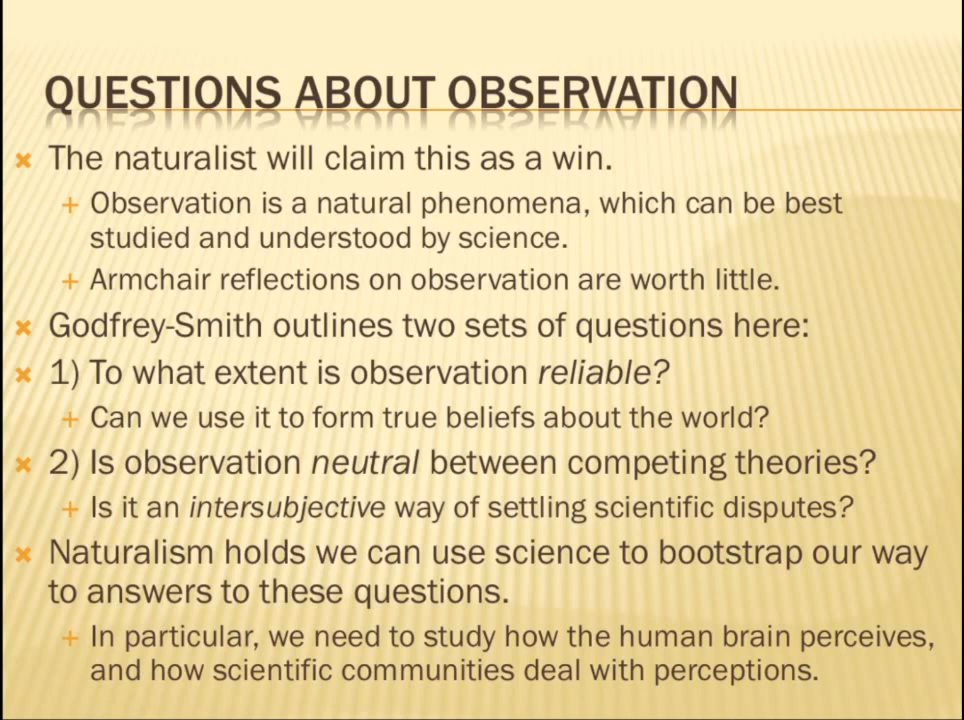 QUESTIONS ABOUT OBSERVATION
The naturalist will claim this as a win.
Observation is a natural phenomena, which can be best
studied and understood by science.
Armchair reflections on observation are worth little.
Godfrey-Smith outlines two sets of questions here:
1) To what extent is observation reliable?
Can we use it to form true beliefs about the world?
2) Is observation neutral between competing theories?
Is it an intersubjective way of settling scientific disputes?
Naturalism holds we can use science to bootstrap our way
to answers to these questions.
In particular, we need to study how the human brain perceives,
and how scientific communities deal with perceptions.